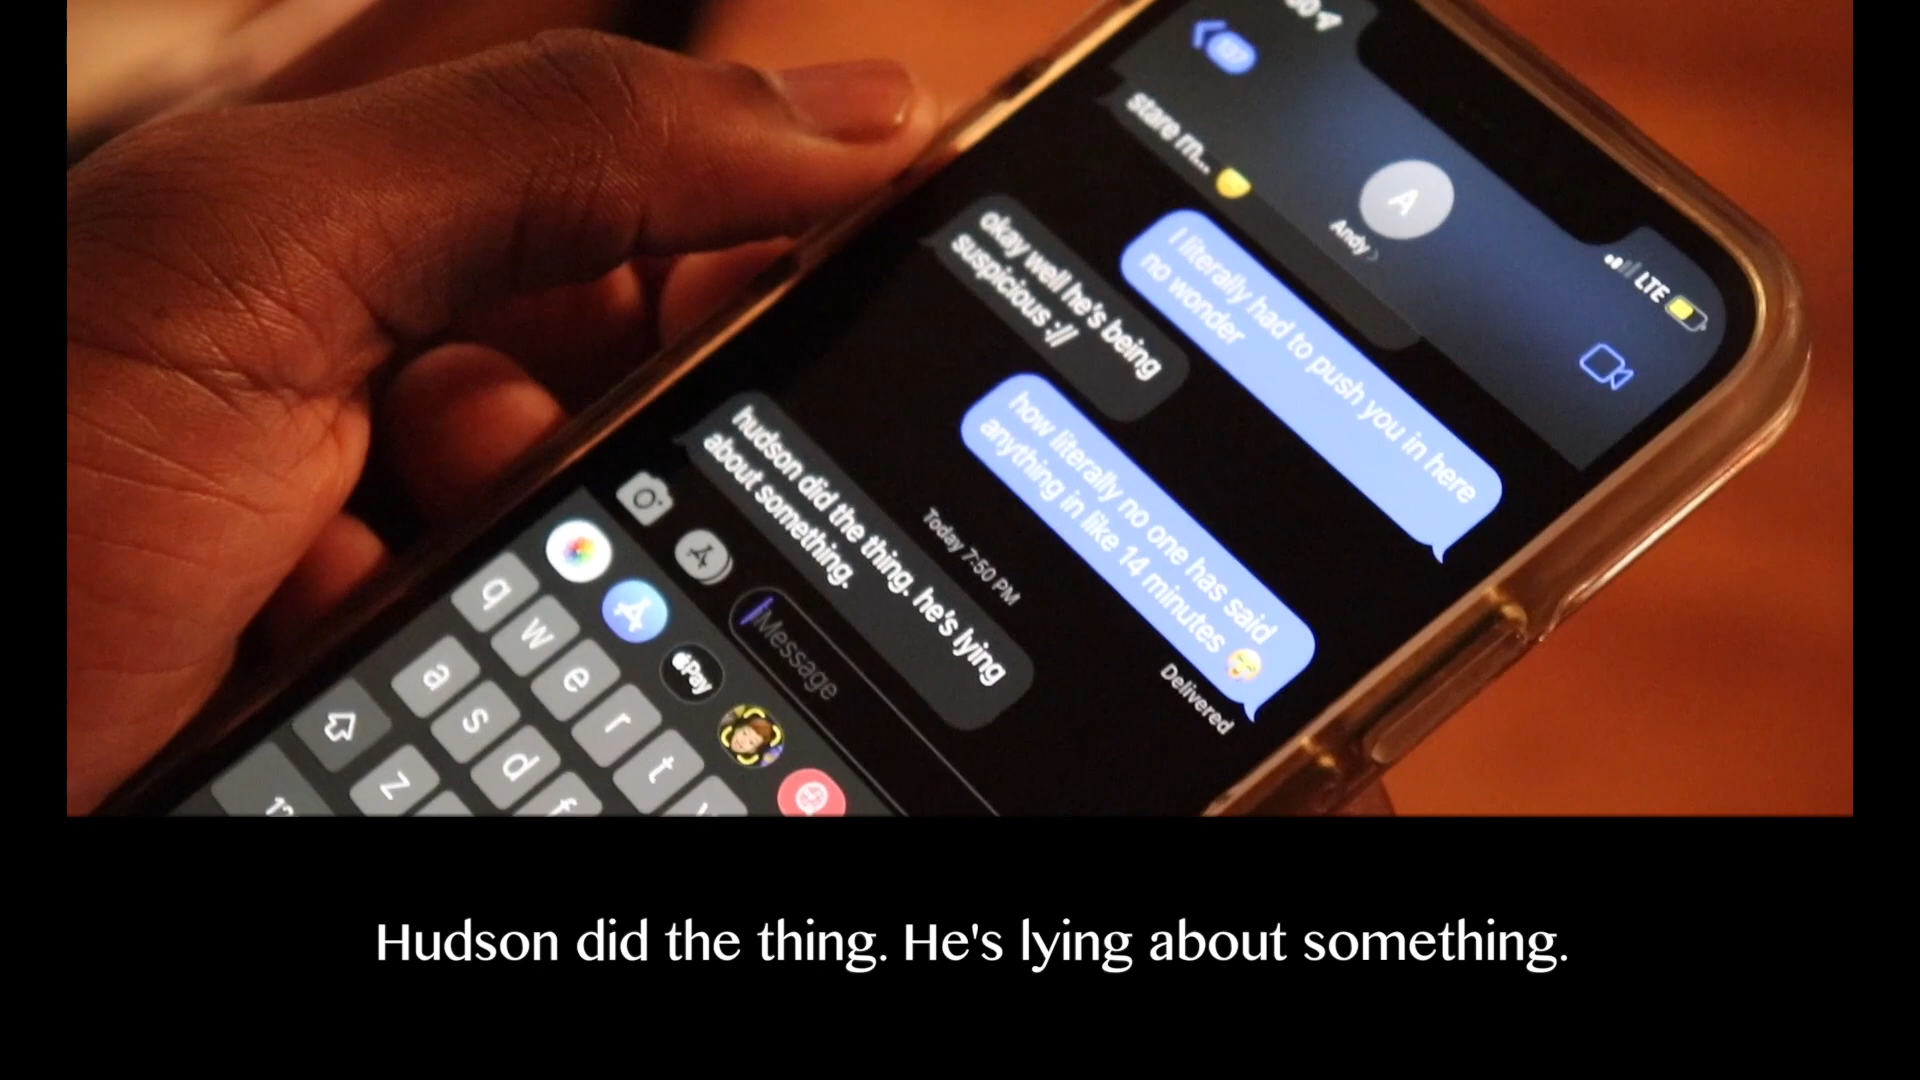 stare m...
A
Andy
LTE
I literally had to push you in here
no wonder
okay well he's being
suspicious ://
how literally no one has said
anything in like 14 minutes 😅
Delivered
Today 7:50 PM
hudson did the thing. he's lying
about something.
Message
Pay
q w e r t
a s d f
z
Hudson did the thing. He's lying about something.